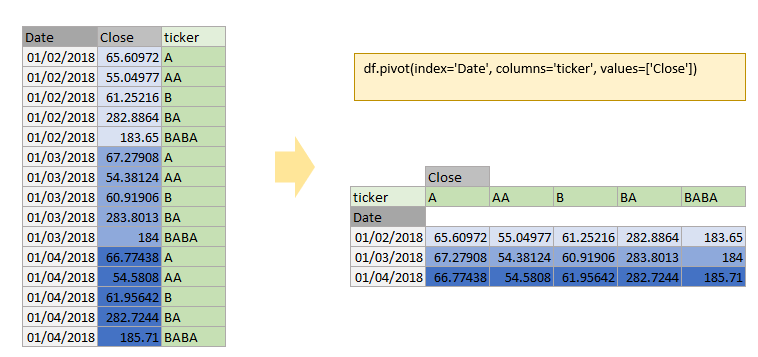 Date Close ticker
01/02/2018 65.60972 A
01/02/2018 55.04977 AA
01/02/2018 61.25216 B
01/02/2018 282.8864 BA
01/02/2018 183.65 BABA
01/03/2018 67.27908 A
01/03/2018 54.38124 AA
01/03/2018 60.91906 B
01/03/2018 283.8013 BA
01/03/2018 184 BABA
01/04/2018 66.77438 A
01/04/2018 54.5808 AA
01/04/2018 61.95642 B
01/04/2018 282.7244 BA
01/04/2018 185.71 BABA
df.pivot(index='Date', columns='ticker', values=['Close'])
Close
ticker A AA B BA BABA
Date
01/02/2018 65.60972 55.04977 61.25216 282.8864 183.65
01/03/2018 67.27908 54.38124 60.91906 283.8013 184
01/04/2018 66.77438 54.5808 61.95642 282.7244 185.71